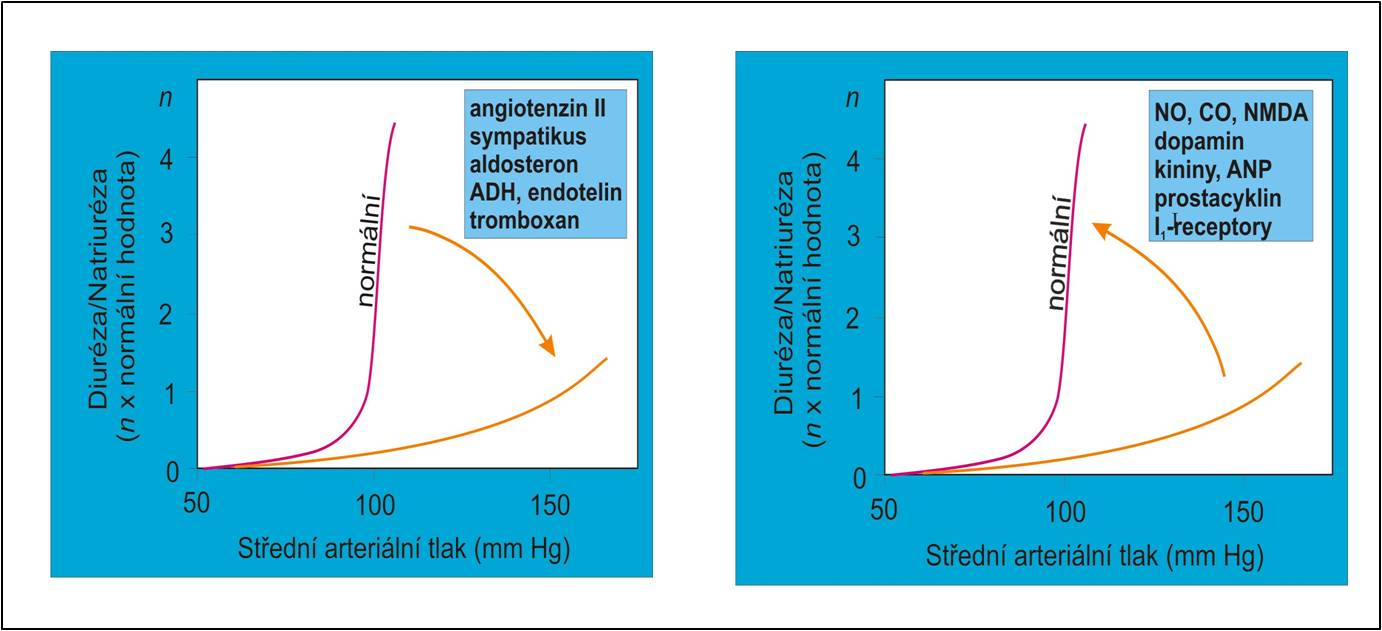 n
4
3
2
1
0
50
100
150
Diuréza/Natriuréza
(n x normální hodnota)
normální
angiotenzin II
sympatikus
aldosteron
ADH, endotelin
tromboxan
Střední arteriální tlak (mm Hg)
n
4
3
2
1
0
50
100
150
Diuréza/Natriuréza
(n x normální hodnota)
normální
NO, CO, NMDA
dopamin
kininy, ANP
prostacyklin
I₁-receptory
Střední arteriální tlak (mm Hg)